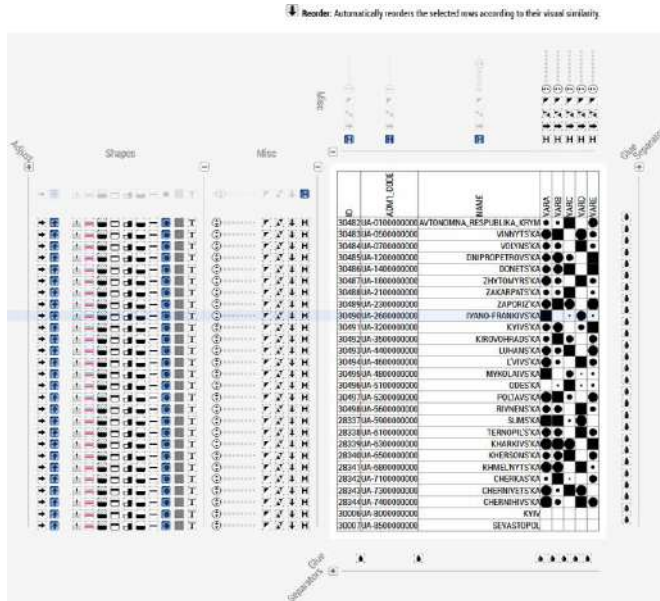 Reorder: Automatically reorders the selected rows according to their visual similarity.
Misc
Adjust Shapes Misc
Glue Separators
ID ADM1_CODE NAME VARA VARB VARC VARD VARE
30482 UA-0100000000 AVTONOMNA_RESPUBLIKA_KRYM
30483 UA-0500000000 VINNYTS'KA
30484 UA-0700000000 VOLYNS'KA
30485 UA-1200000000 DNIPROPETROVS'KA
30486 UA-1400000000 DONETS'KA
30487 UA-1800000000 ZHYTOMYRS'KA
30488 UA-2100000000 ZAKARPATS'KA
30489 UA-2300000000 ZAPORIZ'KA
30490 UA-2600000000 IVANO-FRANKIVS'KA
30491 UA-3200000000 KYIVS'KA
30492 UA-3500000000 KIROVOHRADS'KA
30493 UA-4400000000 LUHANS'KA
30494 UA-4600000000 L'VIVS'KA
30495 UA-4800000000 MYKOLAIVS'KA
30496 UA-5100000000 ODES'KA
30497 UA-5300000000 POLTAVS'KA
30498 UA-5600000000 RIVNENS'KA
28337 UA-5900000000 SUMS'KA
28338 UA-6100000000 TERNOPIL'S'KA
28339 UA-6300000000 KHARKIVS'KA
28340 UA-6500000000 KHERSONS'KA
28341 UA-6800000000 KHMEL'NYTS'KA
28342 UA-7100000000 CHERKAS'KA
28343 UA-7300000000 CHERNIVETS'KA
28344 UA-7400000000 CHERNIHIVS'KA
30006 UA-8000000000 KYIV
30007 UA-8500000000 SEVASTOPOL
Glue
Separators